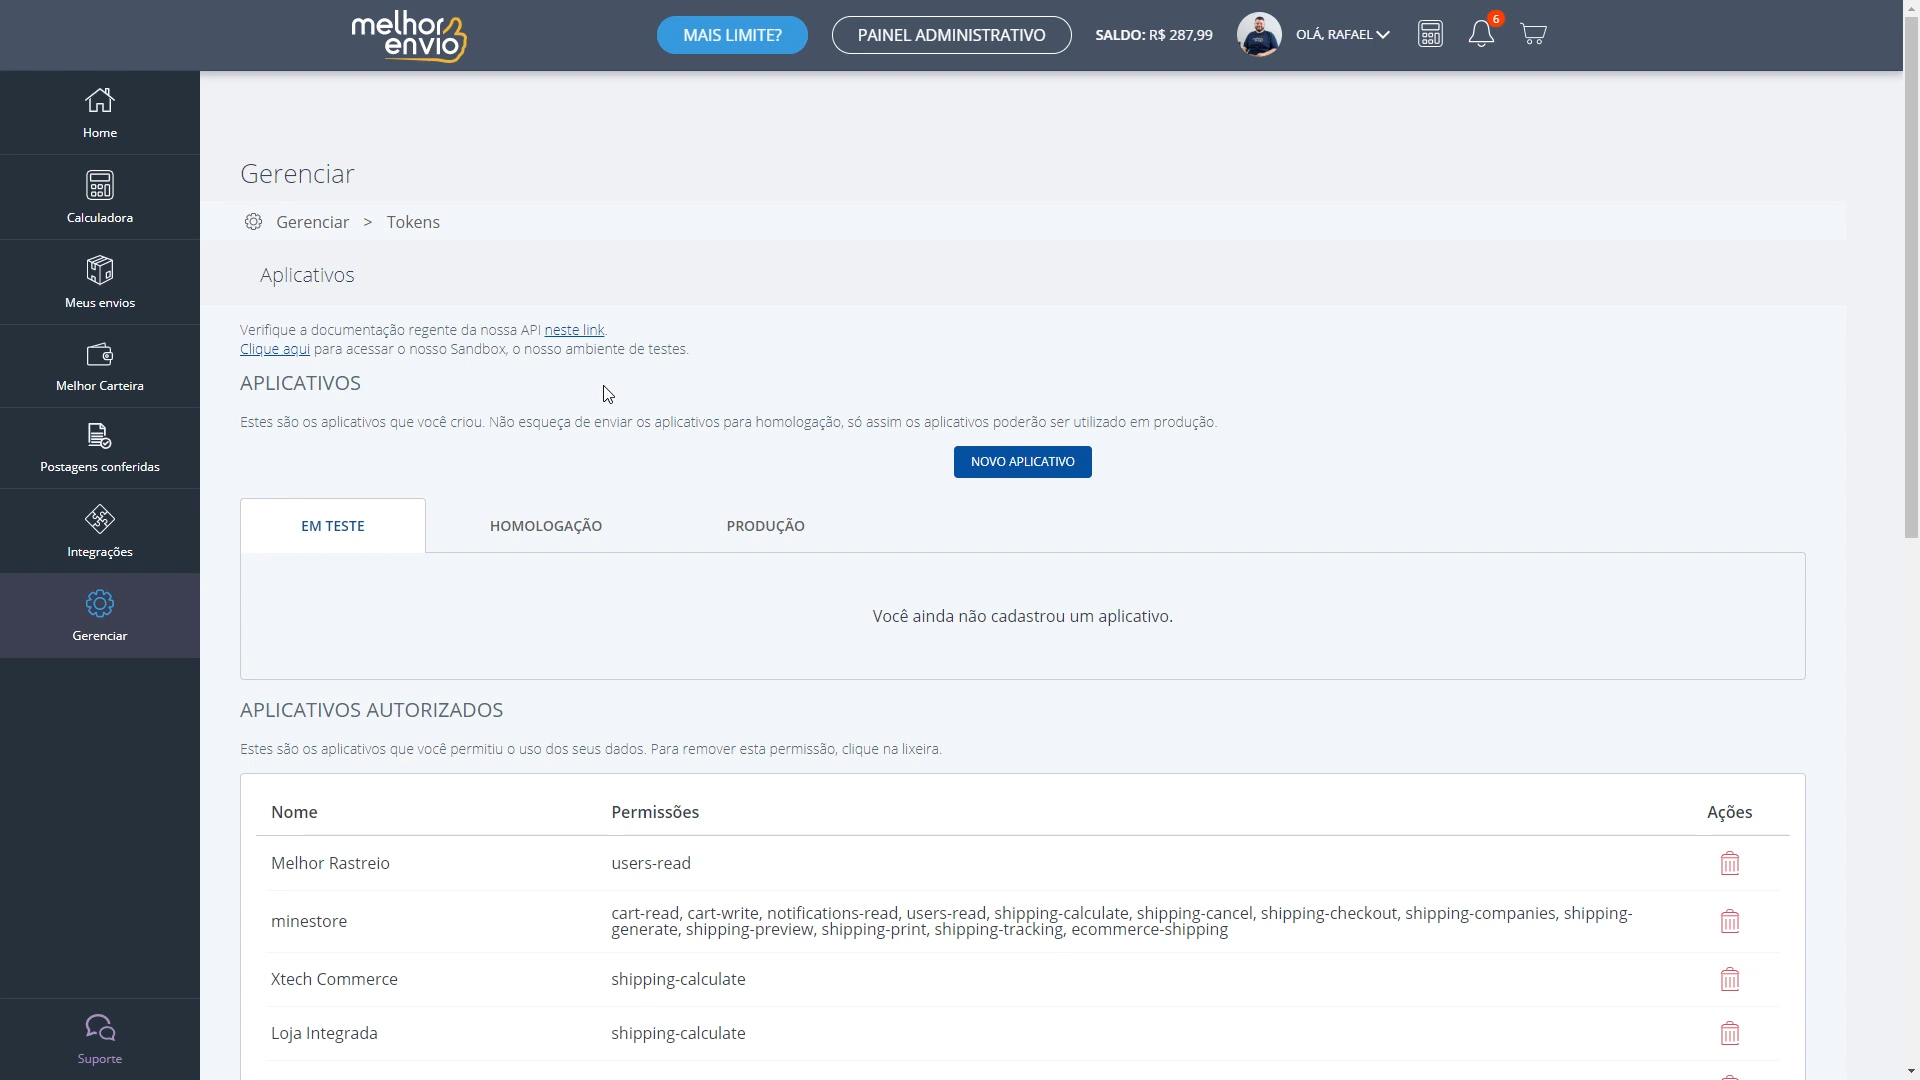 melhor envio
MAIS LIMITE?
PAINEL ADMINISTRATIVO
SALDO: R$ 287,99
OLÁ, RAFAEL
6
Home
Calculadora
Meus envios
Melhor Carteira
Postagens conferidas
Integrações
Gerenciar
Suporte
Gerenciar
Gerenciar > Tokens
Aplicativos
Verifique a documentação regente da nossa API neste link.
Clique aqui para acessar o nosso Sandbox, o nosso ambiente de testes.
APLICATIVOS
Estes são os aplicativos que você criou. Não esqueça de enviar os aplicativos para homologação, só assim os aplicativos poderão ser utilizado em produção.
NOVO APLICATIVO
EM TESTE
HOMOLOGAÇÃO
PRODUÇÃO
Você ainda não cadastrou um aplicativo.
APLICATIVOS AUTORIZADOS
Estes são os aplicativos que você permitiu o uso dos seus dados. Para remover esta permissão, clique na lixeira.
Nome Permissões Ações
Melhor Rastreio users-read
minestore cart-read, cart-write, notifications-read, users-read, shipping-calculate, shipping-cancel, shipping-checkout, shipping-companies, shipping-
generate, shipping-preview, shipping-print, shipping-tracking, ecommerce-shipping
Xtech Commerce shipping-calculate
Loja Integrada shipping-calculate